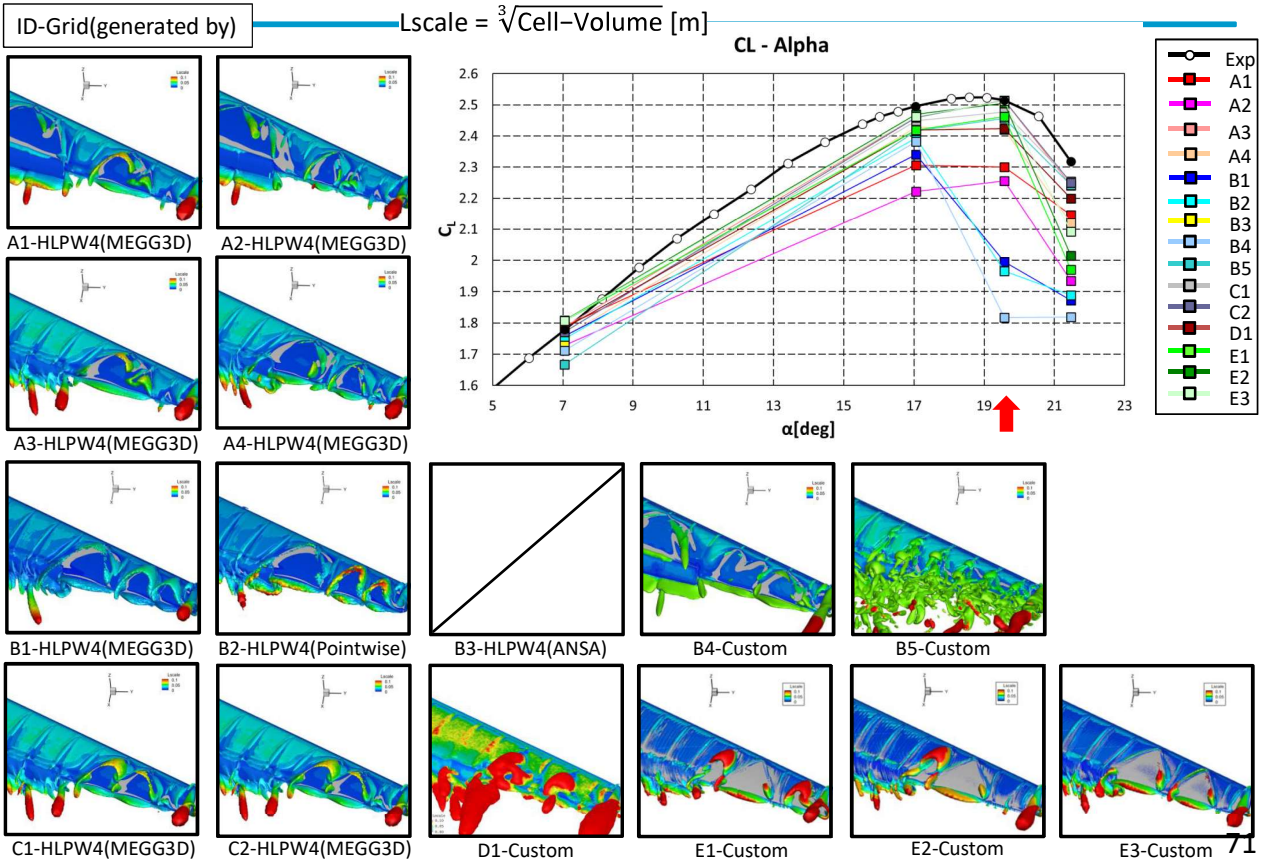 ID-Grid(generated by)
Lscale = ∛Cell−Volume [m]
CL - Alpha
2.6
2.5
2.4
2.3
2.2
2.1
2
1.9
1.8
1.7
1.6
CL
5 7 9 11 13 15 17 19 21 23
α[deg]
Exp
A1
A2
A3
A4
B1
B2
B3
B4
B5
C1
C2
D1
E1
E2
E3
A1-HLPW4(MEGG3D) A2-HLPW4(MEGG3D)
A3-HLPW4(MEGG3D) A4-HLPW4(MEGG3D)
B1-HLPW4(MEGG3D) B2-HLPW4(Pointwise) B3-HLPW4(ANSA) B4-Custom B5-Custom
C1-HLPW4(MEGG3D) C2-HLPW4(MEGG3D) D1-Custom E1-Custom E2-Custom E3-Custom
71